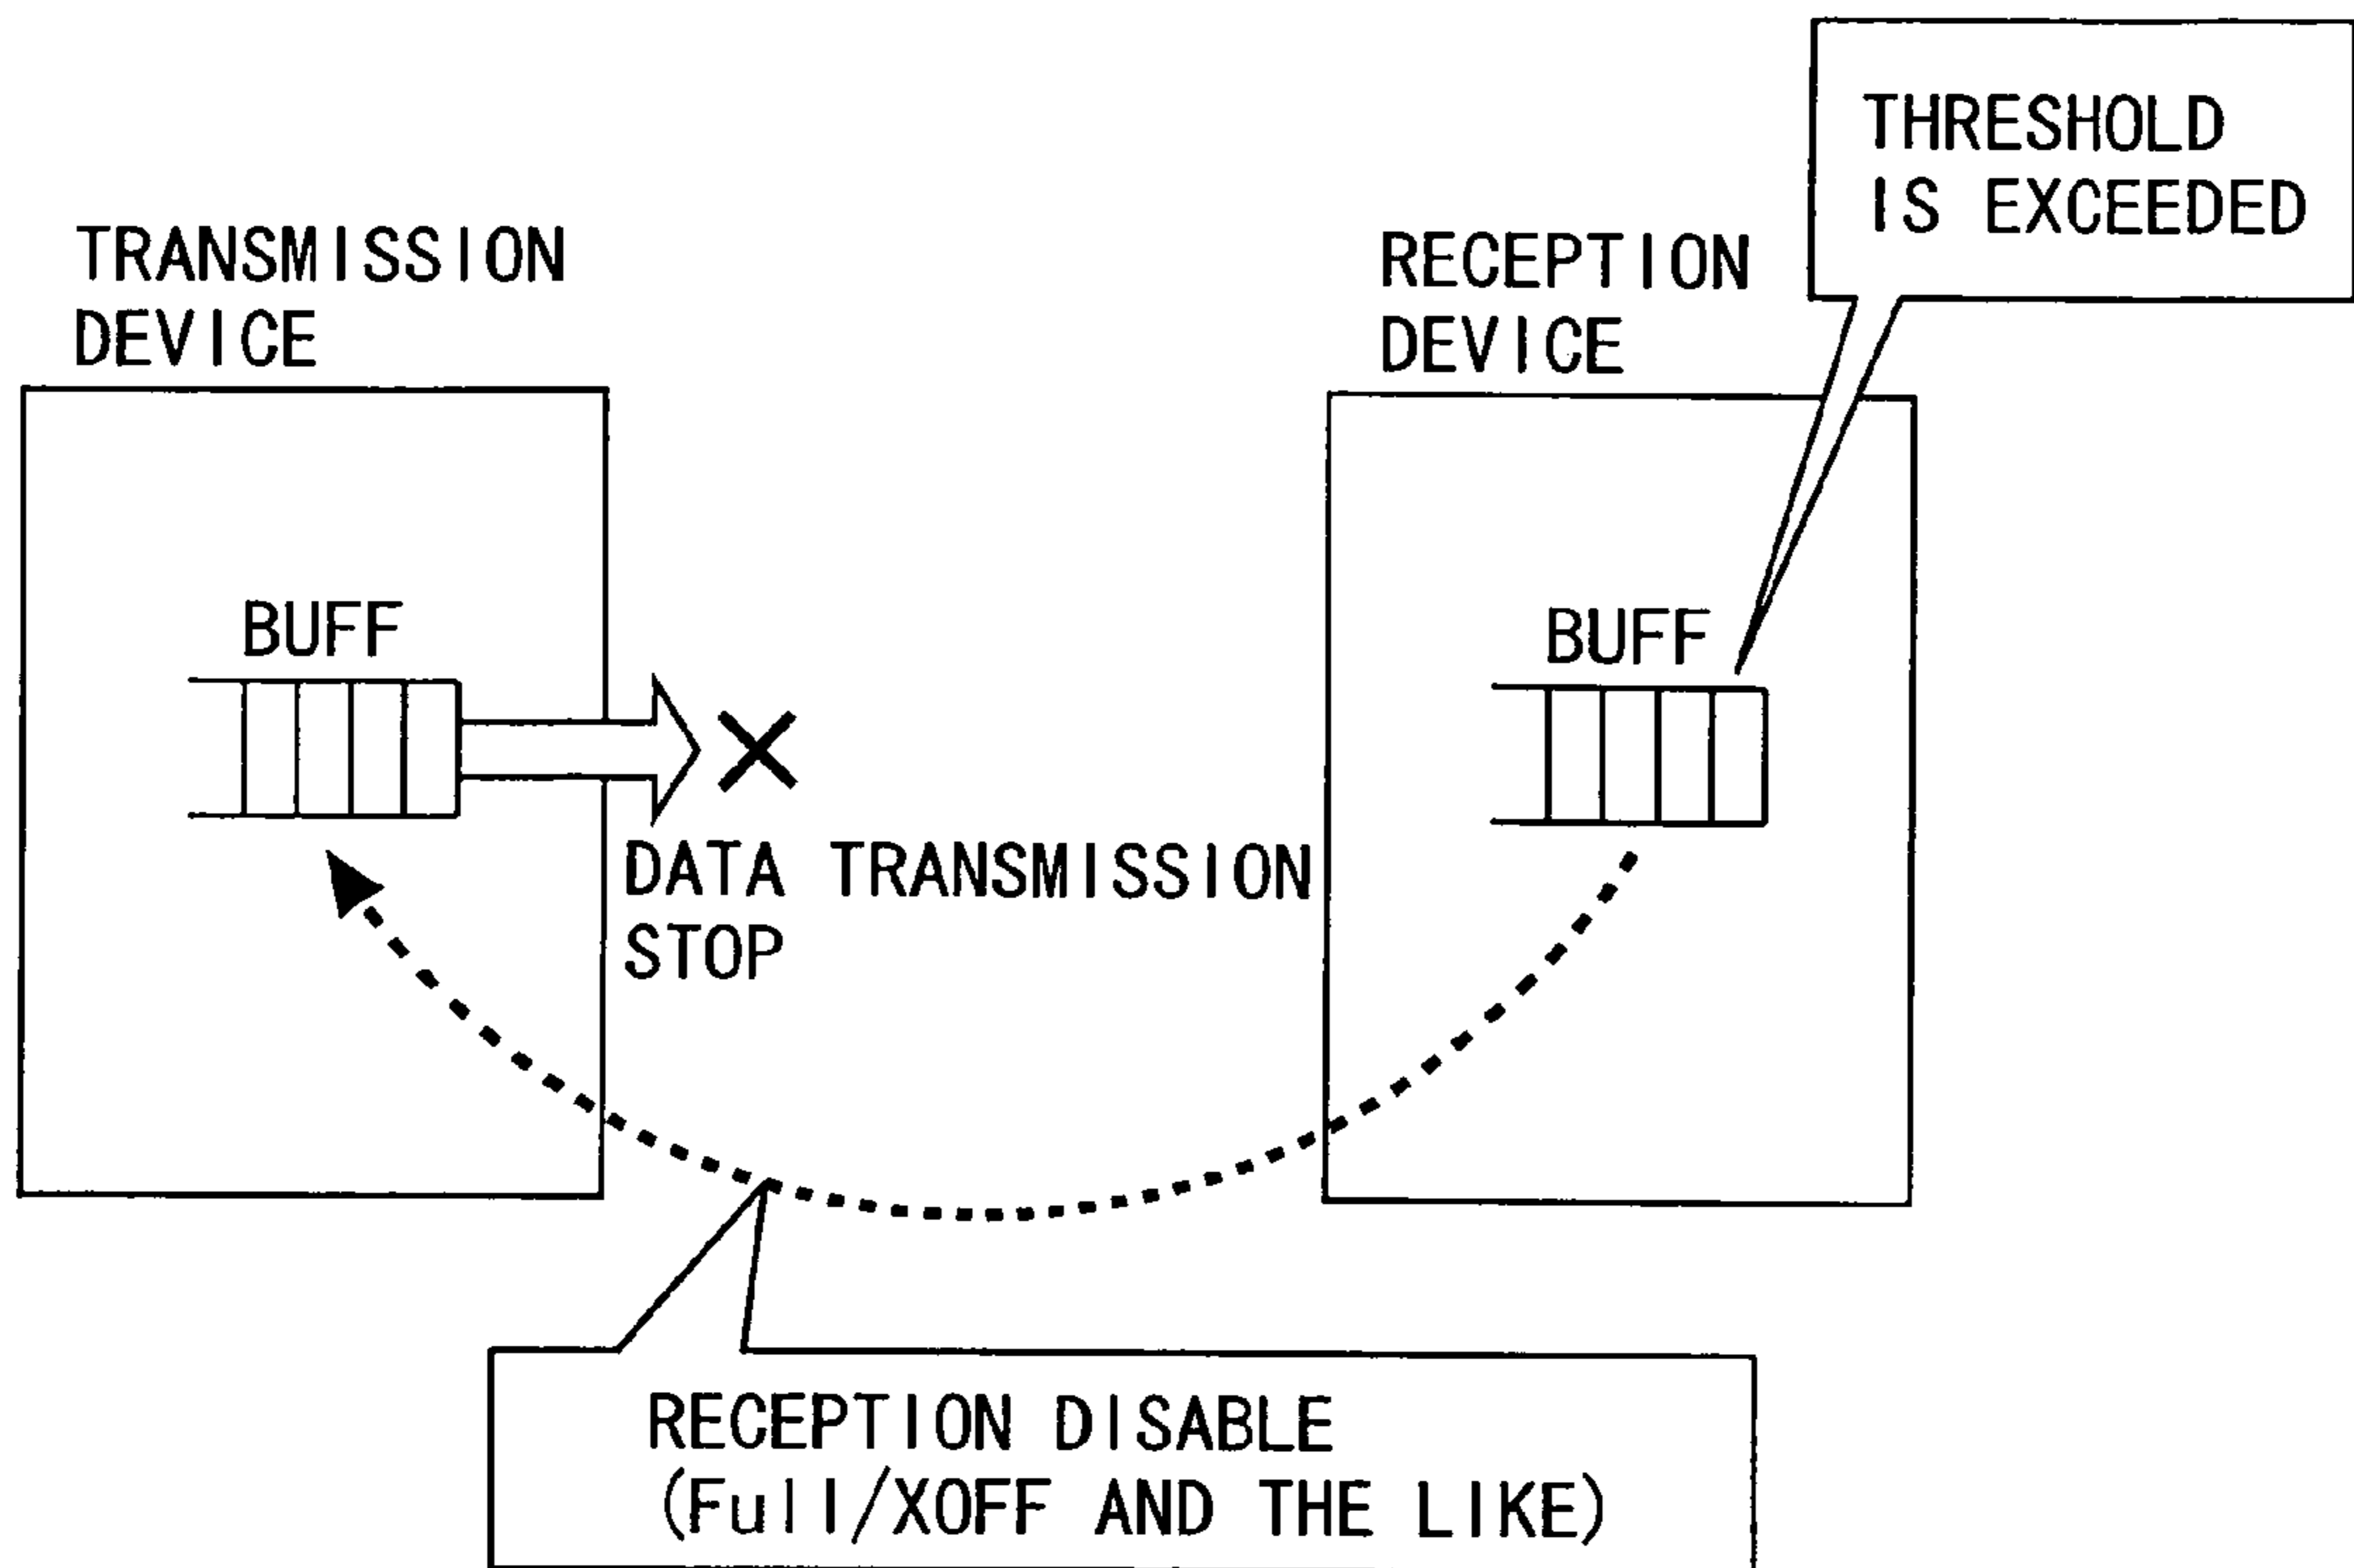 THRESHOLD
IS EXCEEDED
TRANSMISSION
DEVICE
RECEPTION
DEVICE
BUFF
BUFF
DATA TRANSMISSION
STOP
RECEPTION DISABLE
(Full/XOFF AND THE LIKE)